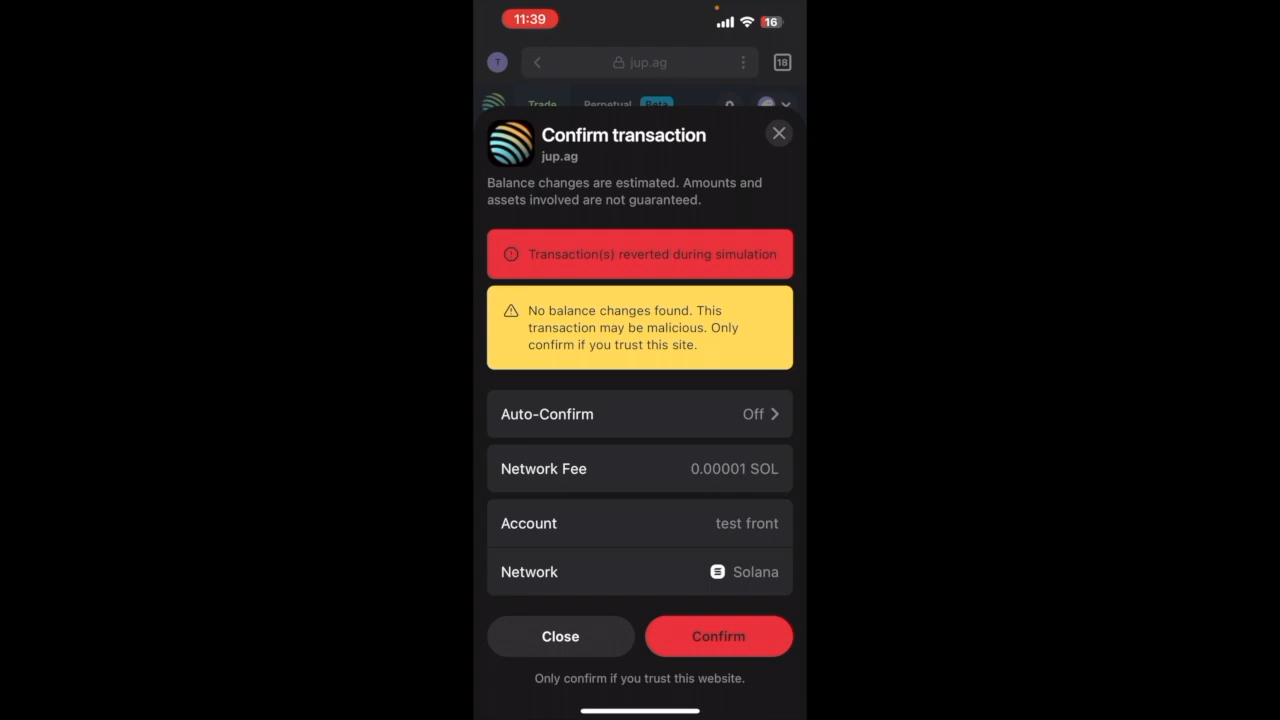 11:39
16
T
jup.ag
18
Trade
Perpetual
Beta
Confirm transaction
jup.ag
Balance changes are estimated. Amounts and
assets involved are not guaranteed.
Transaction(s) reverted during simulation
No balance changes found. This
transaction may be malicious. Only
confirm if you trust this site.
Auto-Confirm
Off
Network Fee
0.00001 SOL
Account
test front
Network
Solana
Close
Confirm
Only confirm if you trust this website.